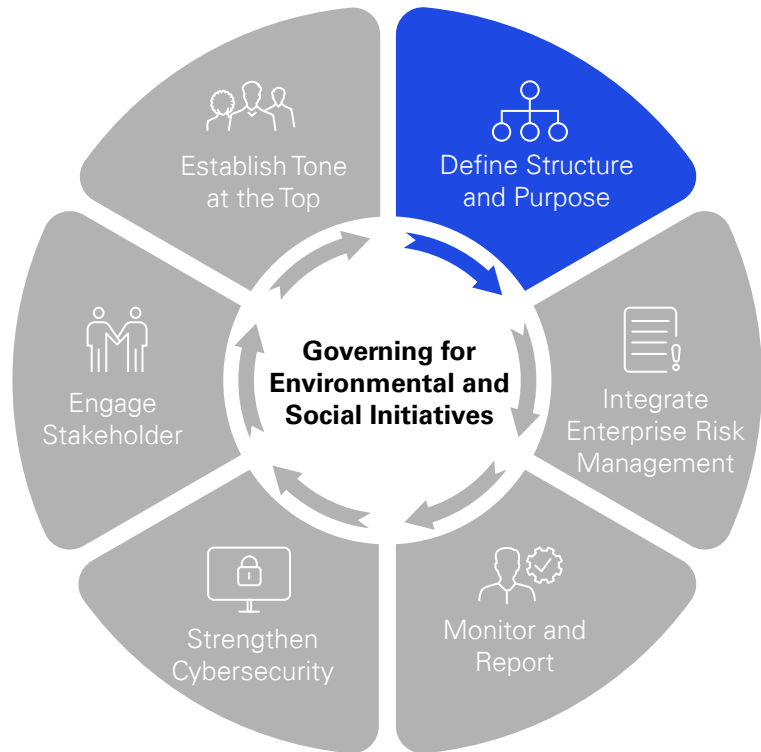 Establish Tone
at the Top
Define Structure
and Purpose
Governing for
Environmental and
Social Initiatives
Engage
Stakeholder
Integrate
Enterprise Risk
Management
Strengthen
Cybersecurity
Monitor and
Report